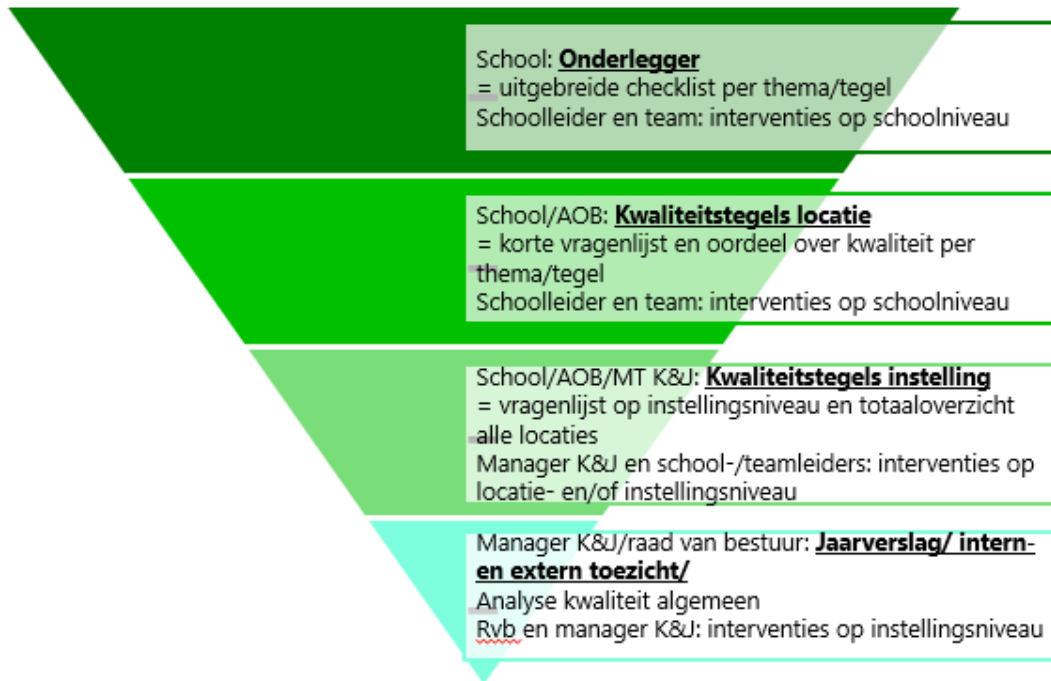 School: Onderlegger
= uitgebreide checklist per thema/tegel
Schoolleider en team: interventies op schoolniveau
School/AOB: Kwaliteitstegels locatie
= korte vragenlijst en oordeel over kwaliteit per
thema/tegel
Schoolleider en team: interventies op schoolniveau
School/AOB/MT K&J: Kwaliteitstegels instelling
= vragenlijst op instellingsniveau en totaaloverzicht
alle locaties
Manager K&J en school-/teamleiders: interventies op
locatie- en/of instellingsniveau
Manager K&J/raad van bestuur: Jaarverslag/ intern-
en extern toezicht/
Analyse kwaliteit algemeen
Rvb en manager K&J: interventies op instellingsniveau